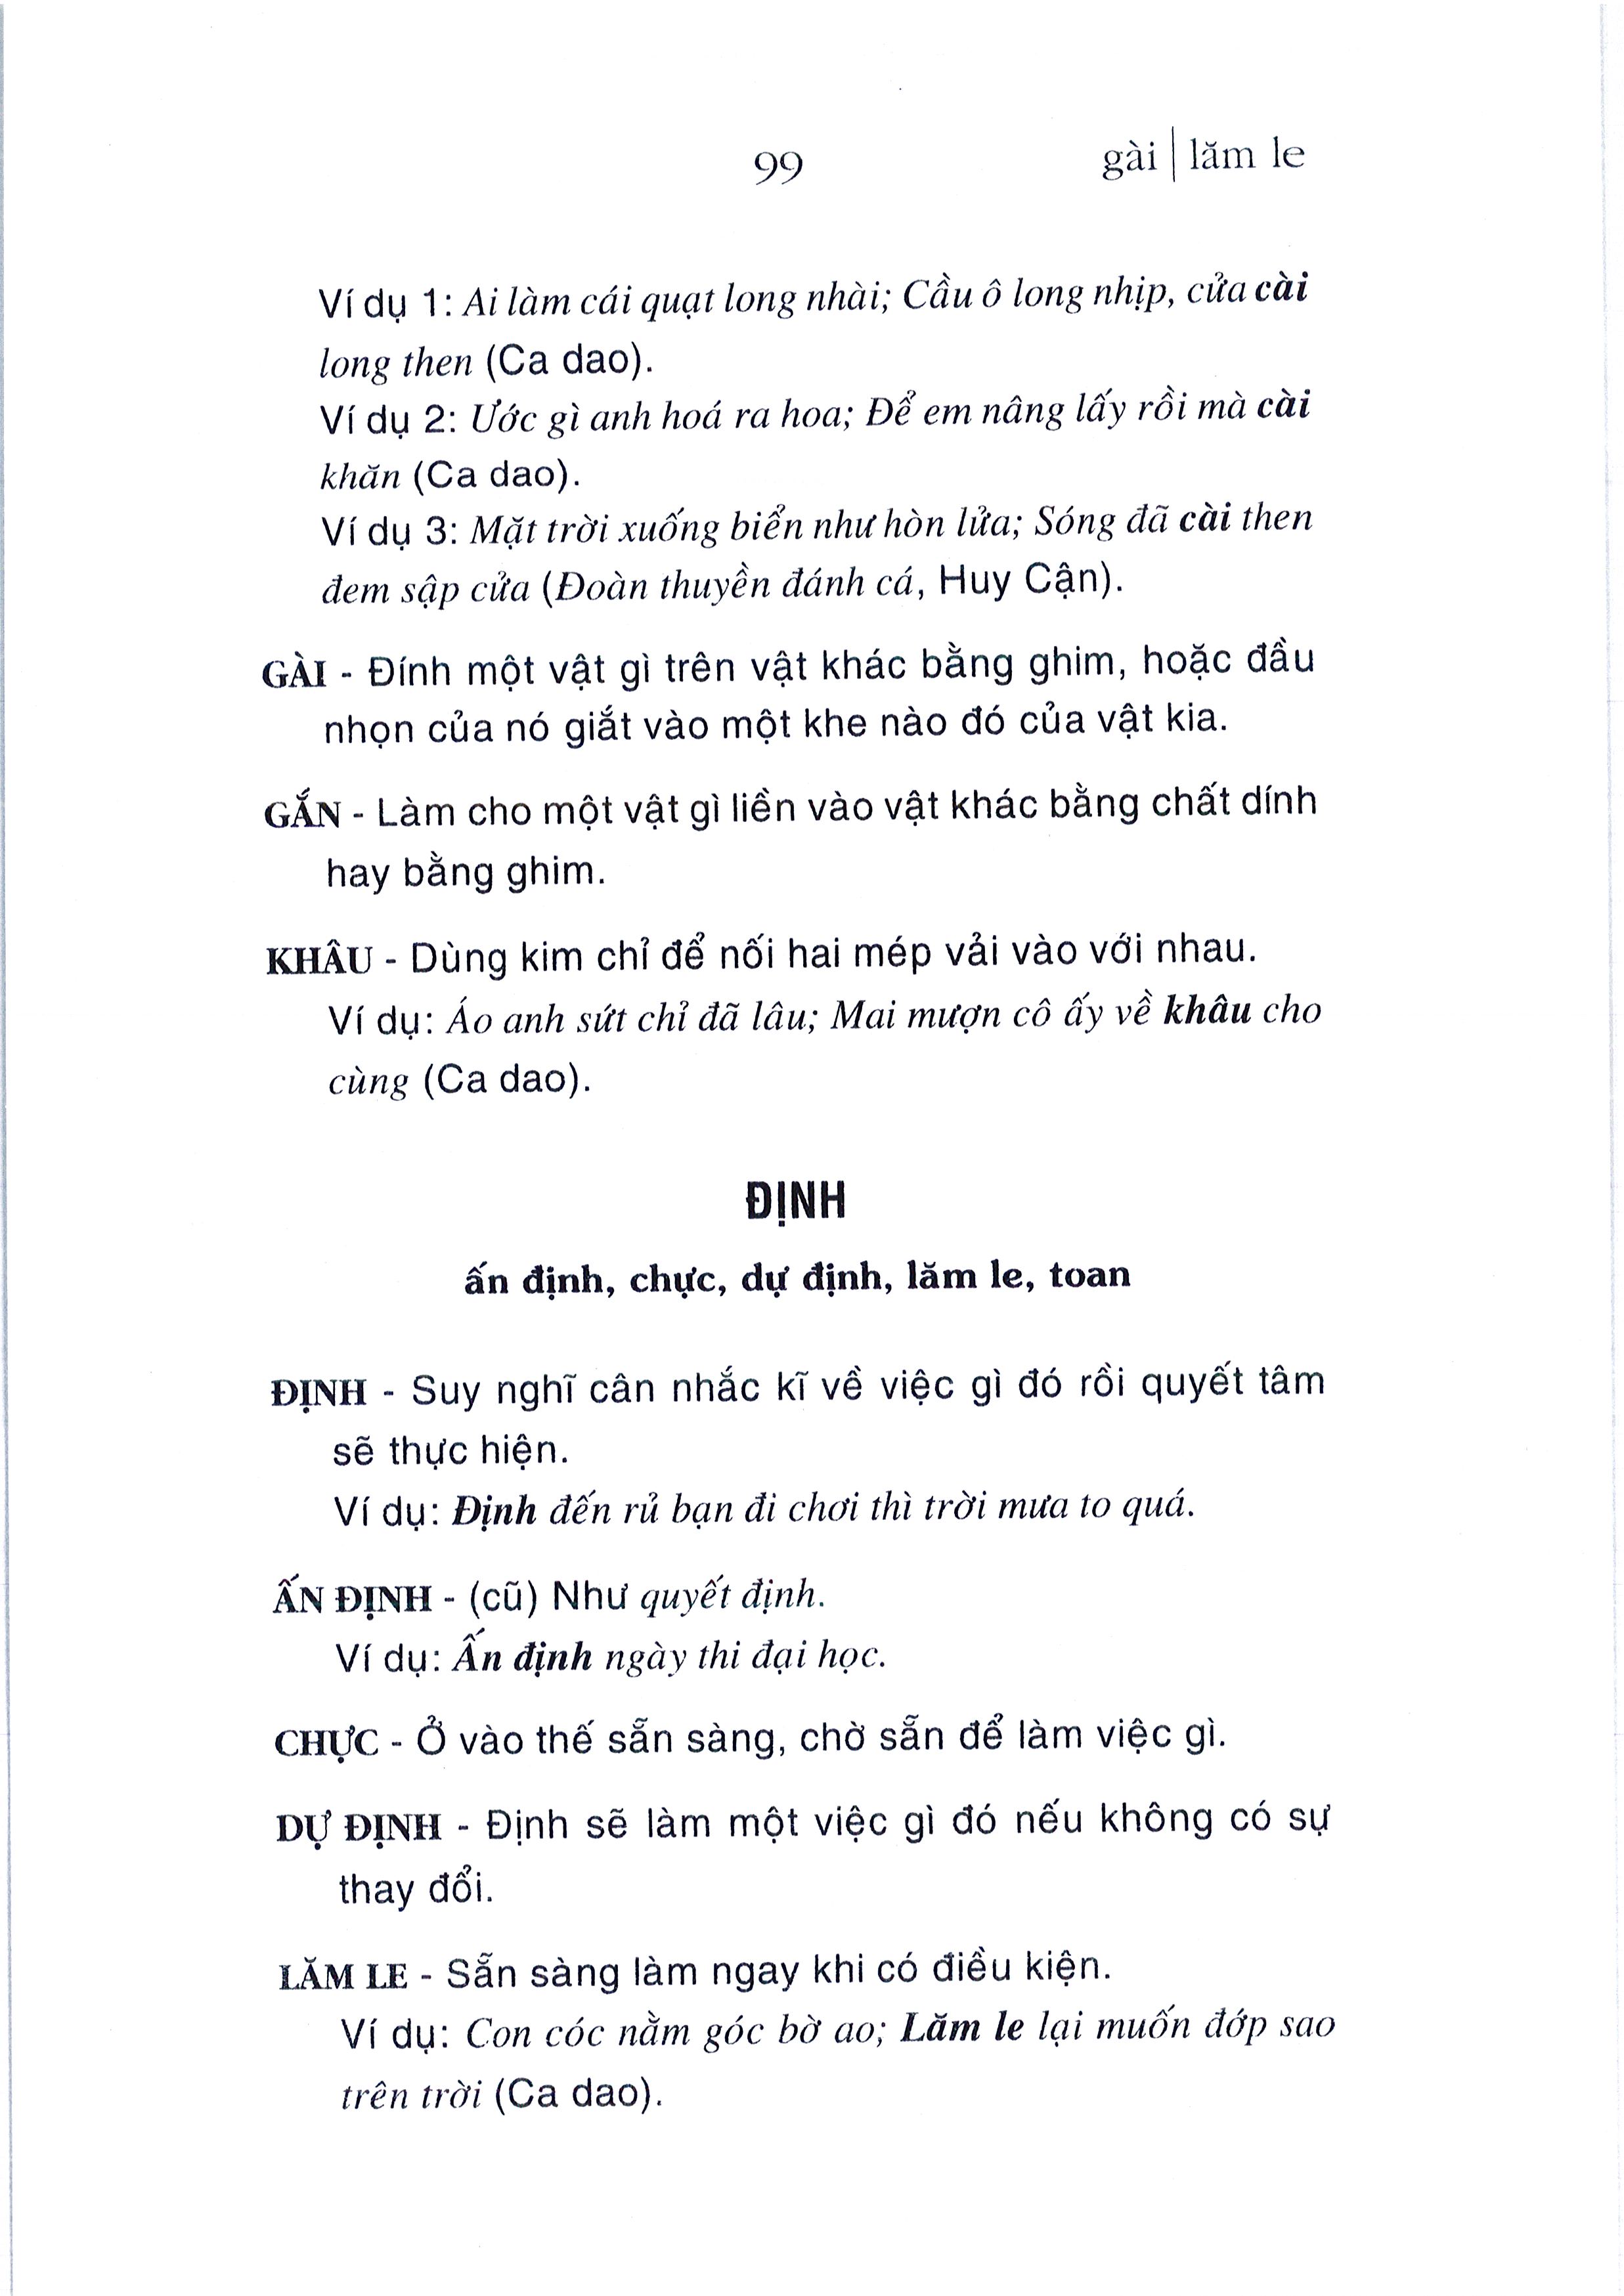 99
gài | lăm le
Ví dụ 1: Ai làm cái quạt long nhài; Cầu ô long nhịp, cửa cài
long then (Ca dao).
Ví dụ 2: Ước gì anh hoá ra hoa; Để em nâng lấy rồi mà cài
khăn (Ca dao).
Ví dụ 3: Mặt trời xuống biển như hòn lửa; Sóng đã cài then
đem sập cửa (Đoàn thuyền đánh cá, Huy Cận).
GÀI - Đính một vật gì trên vật khác bằng ghim, hoặc đầu
nhọn của nó giắt vào một khe nào đó của vật kia.
GẮN - Làm cho một vật gì liền vào vật khác bằng chất dính
hay bằng ghim.
KHÂU - Dùng kim chỉ để nối hai mép vải vào với nhau.
Ví dụ: Áo anh sứt chỉ đã lâu; Mai mượn cô ấy về khâu cho
cùng (Ca dao).
ĐỊNH
ấn định, chực, dự định, lăm le, toan
ĐỊNH - Suy nghĩ cân nhắc kĩ về việc gì đó rồi quyết tâm
sẽ thực hiện.
Ví dụ: Định đến rủ bạn đi chơi thì trời mưa to quá.
ẤN ĐỊNH - (cũ) Như quyết định.
Ví dụ: Ấn định ngày thi đại học.
CHỰC - Ở vào thế sẵn sàng, chờ sẵn để làm việc gì.
DỰ ĐỊNH - Định sẽ làm một việc gì đó nếu không có sự
thay đổi.
LĂM LE - Sẵn sàng làm ngay khi có điều kiện.
Ví dụ: Con cóc nằm góc bờ ao; Lăm le lại muốn đớp sao
trên trời (Ca dao).